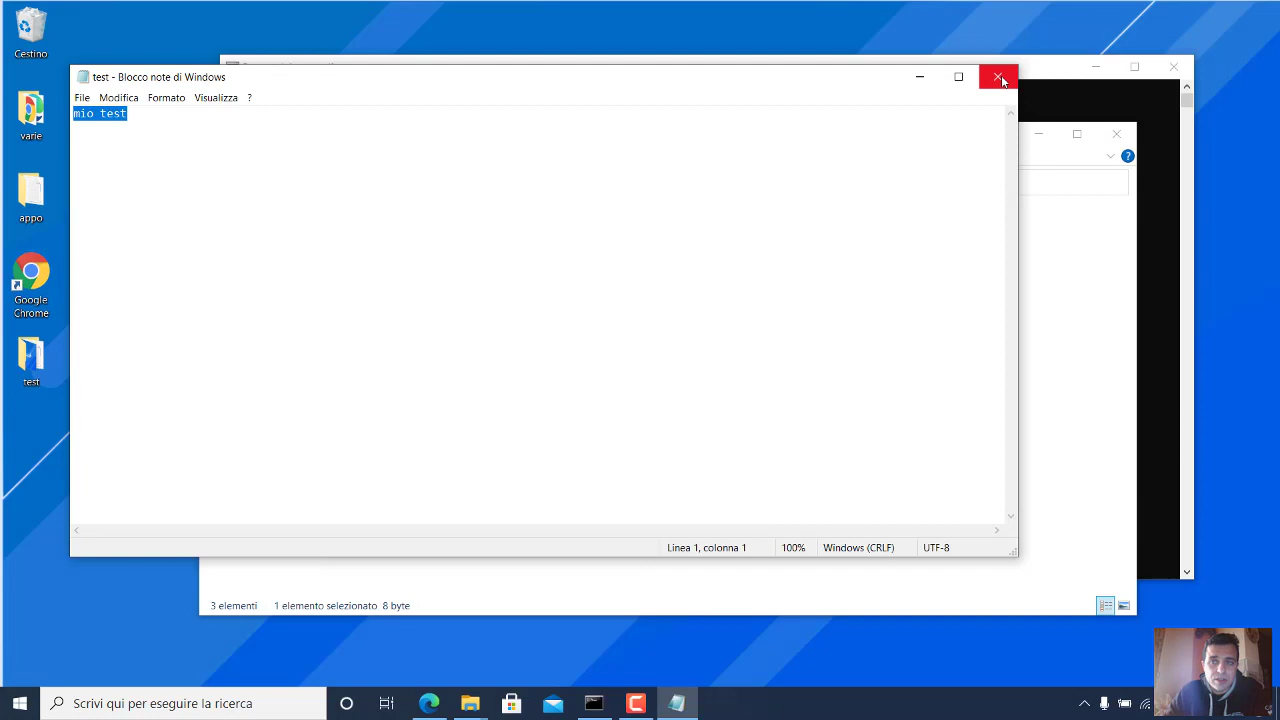 Cestino
varie
appo
Google
Chrome
test
test - Blocco note di Windows
File Modifica Formato Visualizza ?
mio test
Linea 1, colonna 1 100% Windows (CRLF) UTF-8
3 elementi 1 elemento selezionato 8 byte
Scrivi qui per eseguire la ricerca